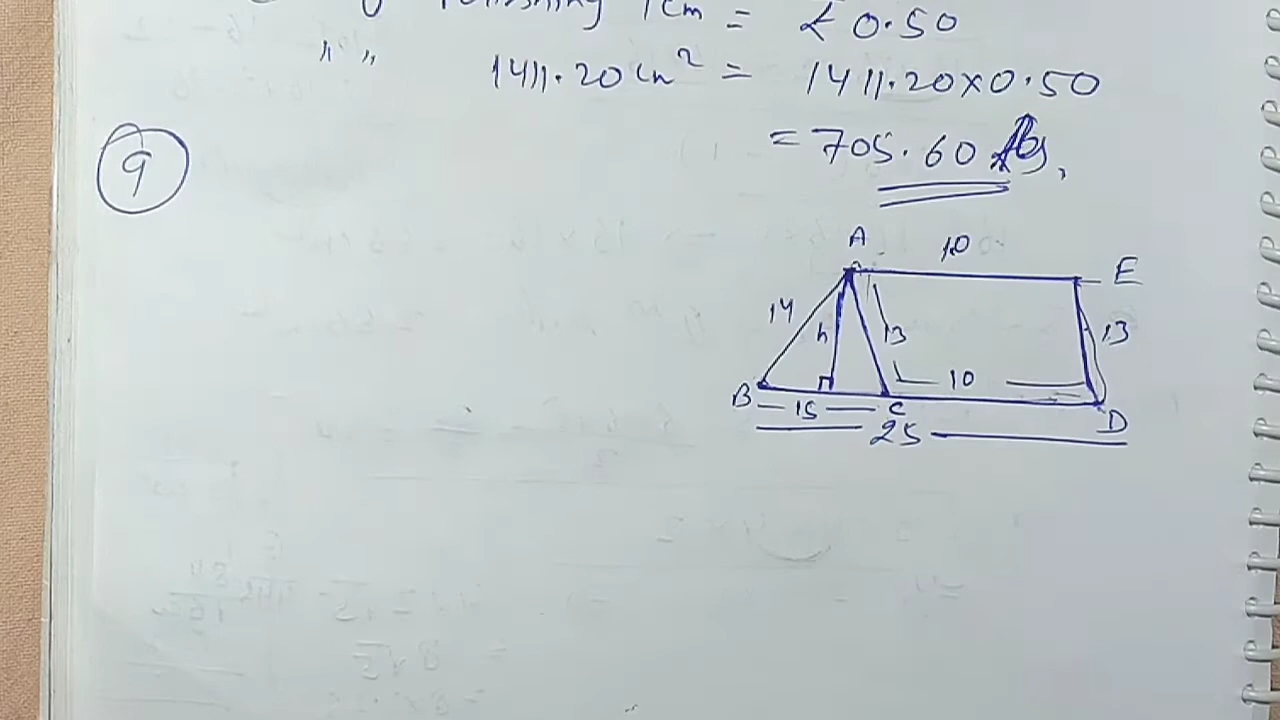 1cm = ₹ 0.50
" " 1411.20 cm² = 1411.20×0.50
= 705.60 Rs,
9
A 10 E
14 h 13 13
10
B 15 C D
25